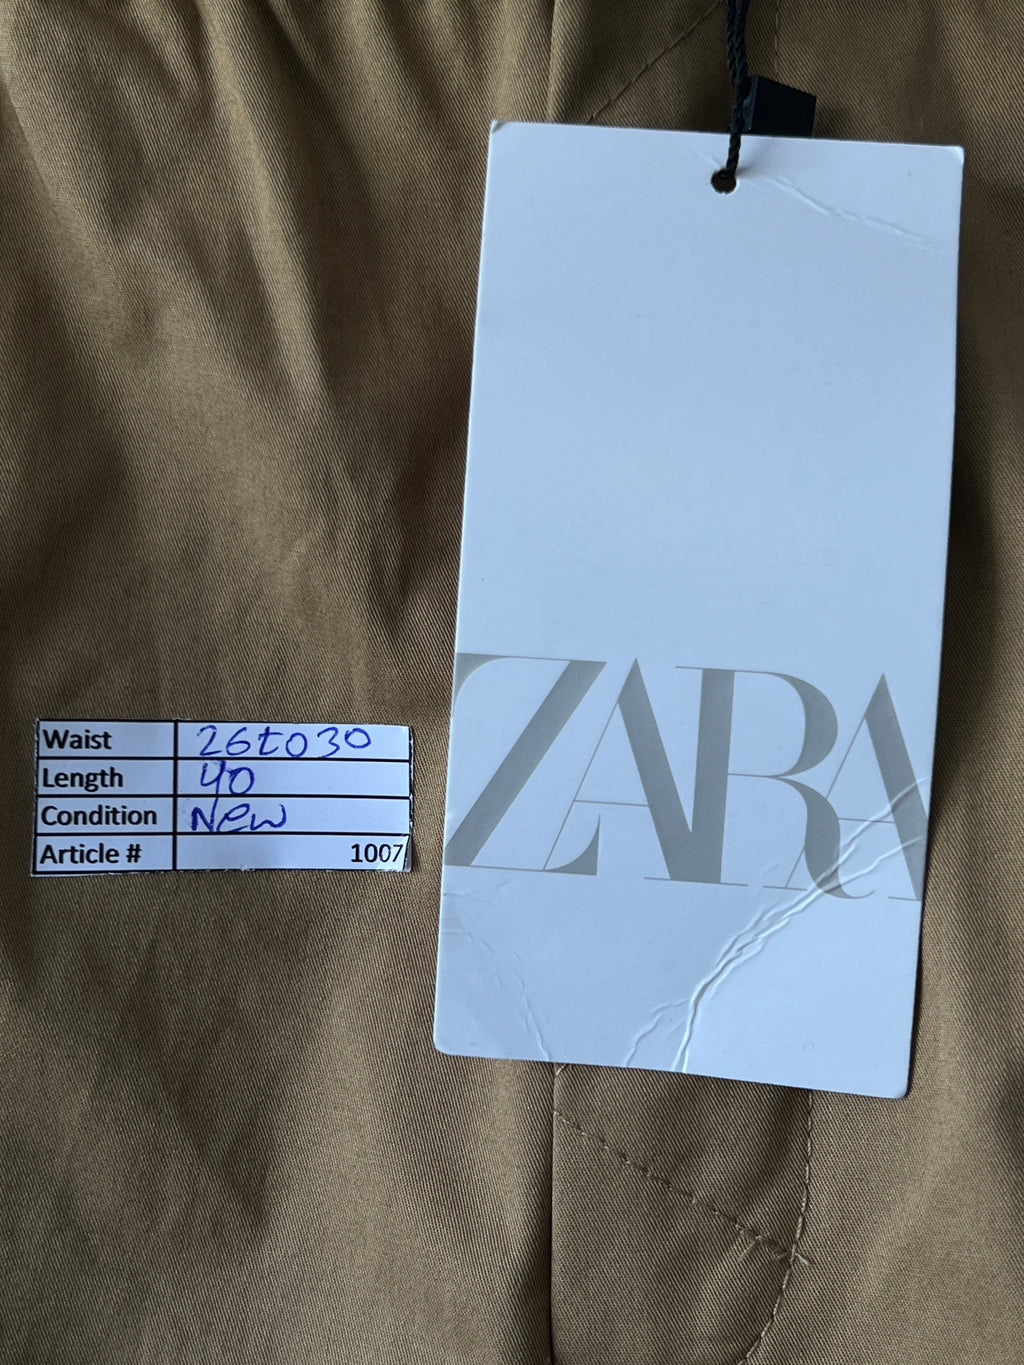 ZARA
Waist 26to30
Length 40
Condition New
Article # 1007